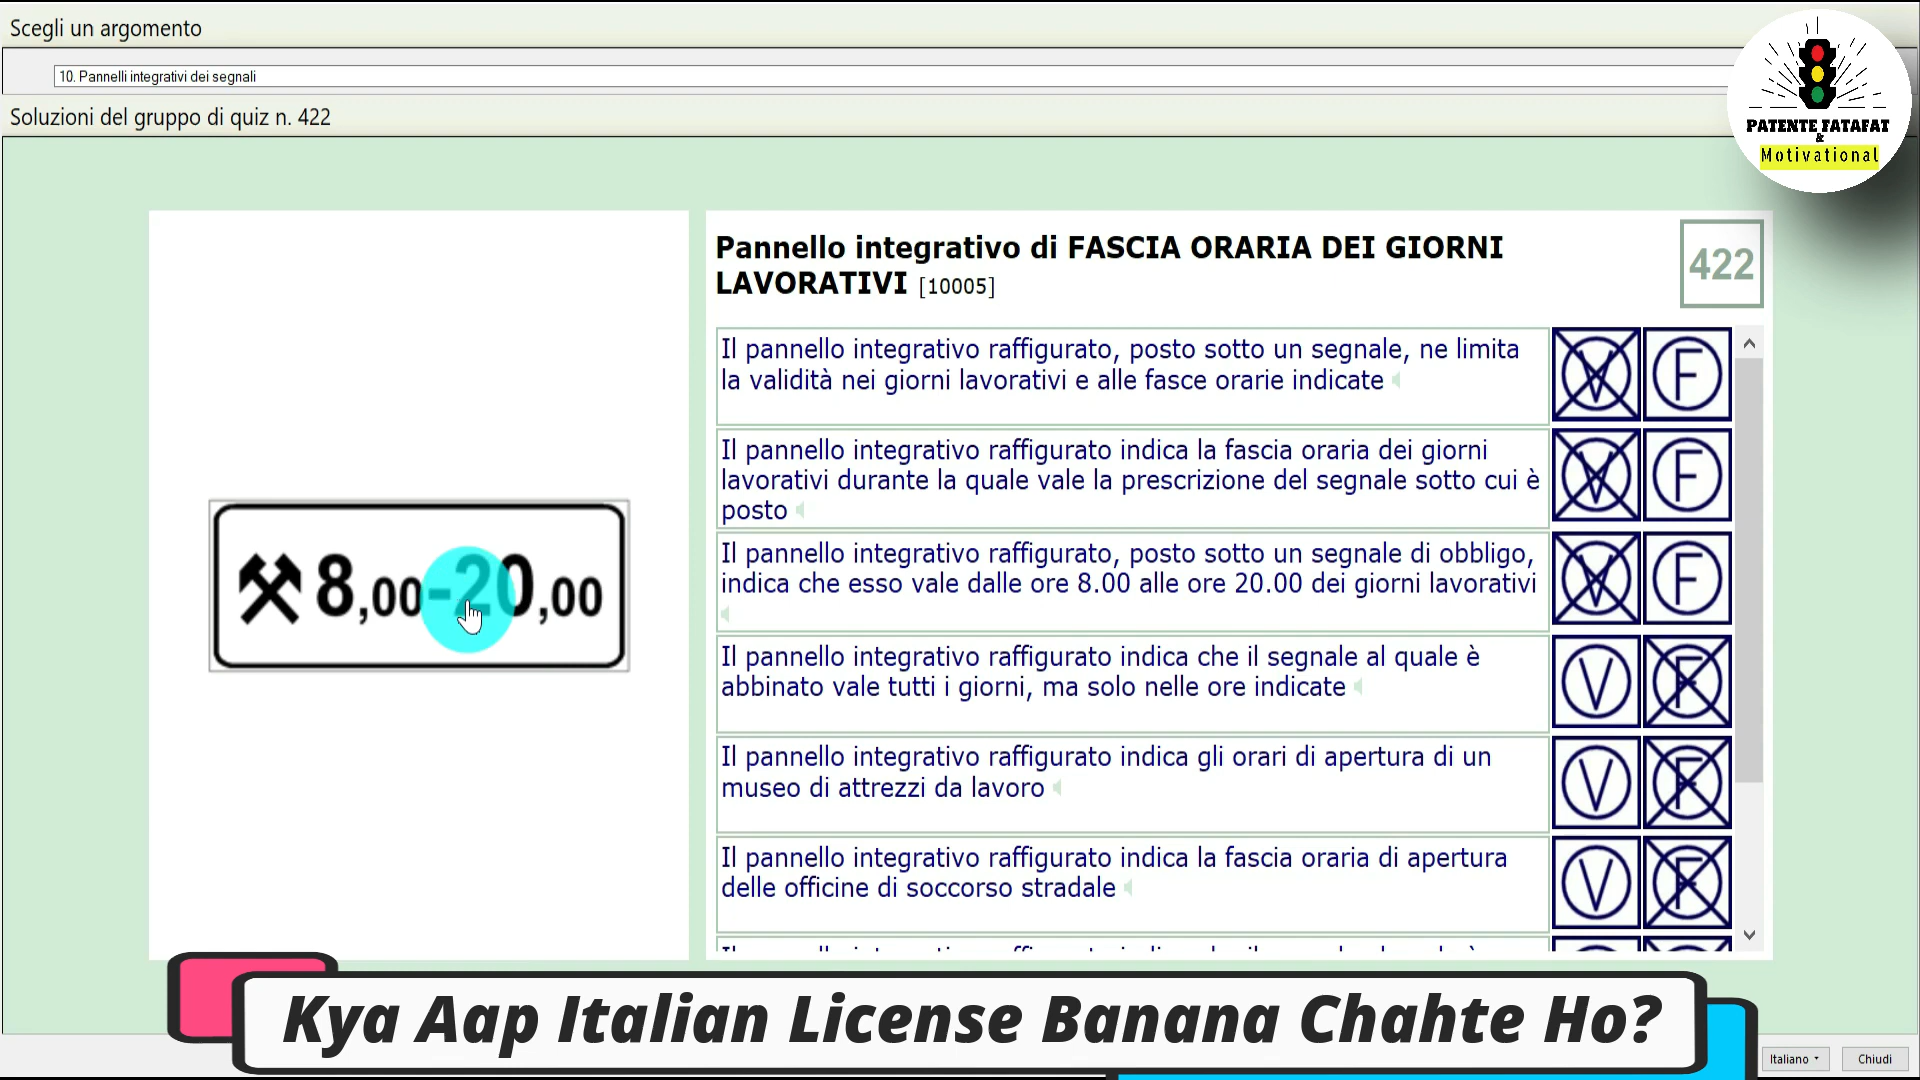 Scegli un argomento
10. Pannelli integrativi dei segnali
Soluzioni del gruppo di quiz n. 422
PATENTE FATAFAT
&
Motivational
Pannello integrativo di FASCIA ORARIA DEI GIORNI
LAVORATIVI [10005]
422
Il pannello integrativo raffigurato, posto sotto un segnale, ne limita
la validità nei giorni lavorativi e alle fasce orarie indicate
V F
Il pannello integrativo raffigurato indica la fascia oraria dei giorni
lavorativi durante la quale vale la prescrizione del segnale sotto cui è
posto
V F
Il pannello integrativo raffigurato, posto sotto un segnale di obbligo,
indica che esso vale dalle ore 8.00 alle ore 20.00 dei giorni lavorativi
V F
Il pannello integrativo raffigurato indica che il segnale al quale è
abbinato vale tutti i giorni, ma solo nelle ore indicate
V F
Il pannello integrativo raffigurato indica gli orari di apertura di un
museo di attrezzi da lavoro
V F
Il pannello integrativo raffigurato indica la fascia oraria di apertura
delle officine di soccorso stradale
V F
8,00-20,00
Kya Aap Italian License Banana Chahte Ho?
Italiano
Chiudi